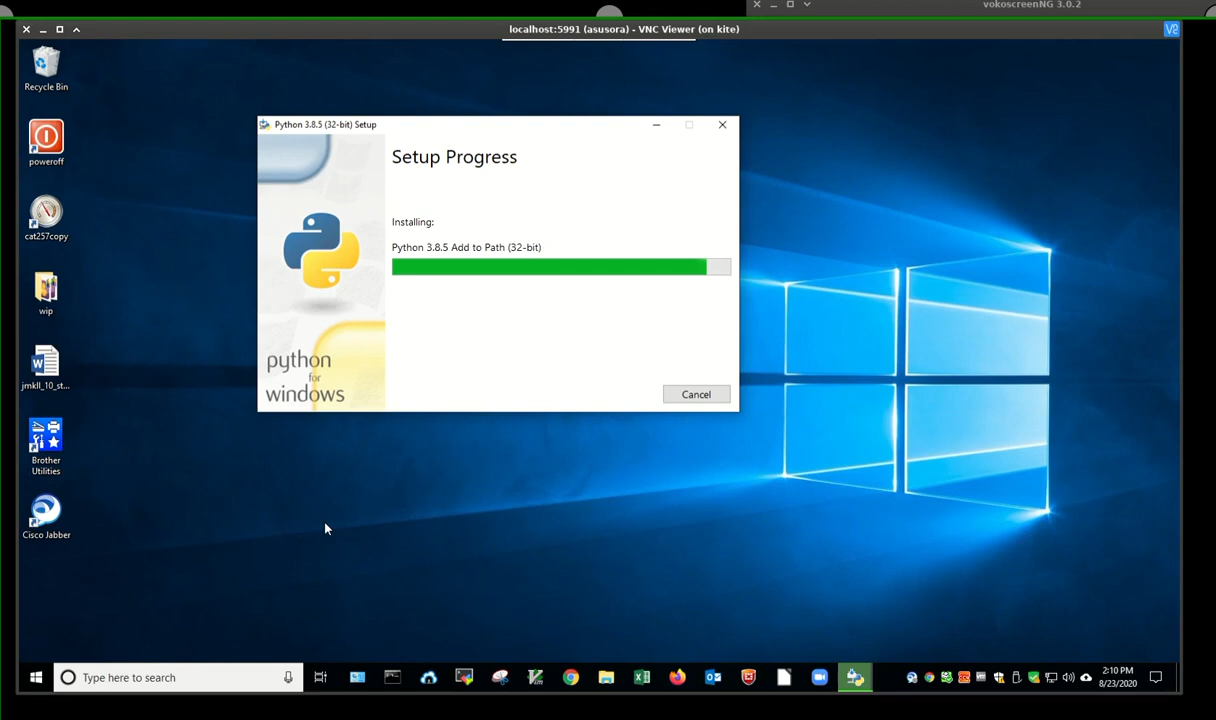 vokoscreenNG 3.0.2
localhost:5991 (asusora) - VNC Viewer (on kite)
Recycle Bin
poweroff
cat257copy
wip
jmkll_10_st...
Brother
Utilities
Cisco Jabber
Python 3.8.5 (32-bit) Setup
Setup Progress
Installing:
Python 3.8.5 Add to Path (32-bit)
python
for
windows
Cancel
Type here to search
2:10 PM
8/23/2020